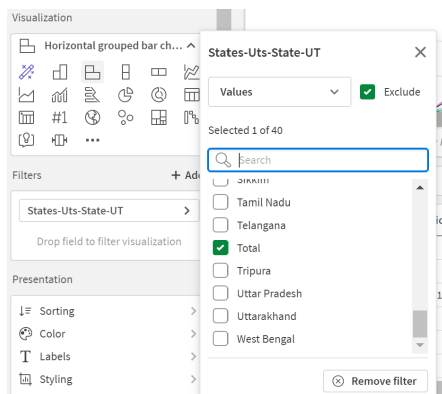 Visualization
Horizontal grouped bar ch...
#1
Filters
+ Add
States-Uts-State-UT
Drop field to filter visualization
Presentation
Sorting
Color
Labels
Styling
States-Uts-State-UT
Values
Exclude
Selected 1 of 40
Search
Sikkim
Tamil Nadu
Telangana
Total
Tripura
Uttar Pradesh
Uttarakhand
West Bengal
Remove filter